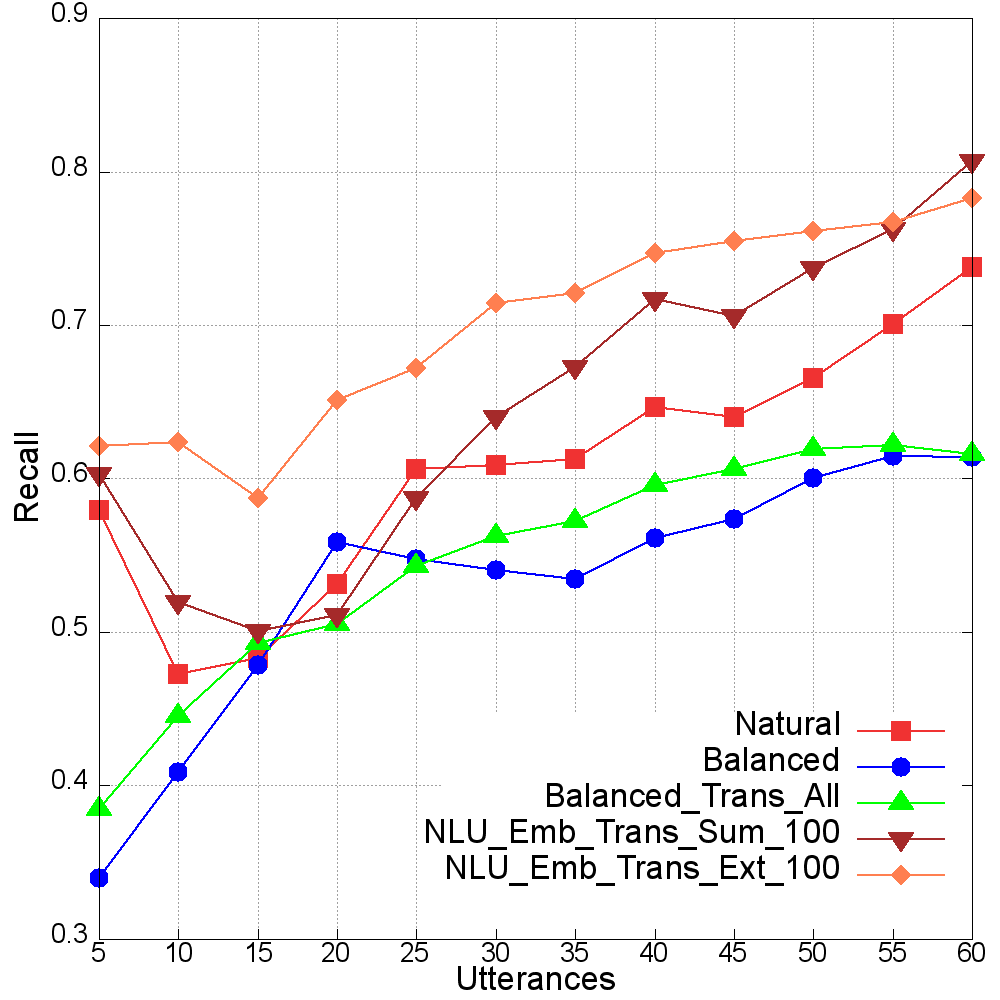 0.9
0.8
0.7
0.6
0.5
0.4
0.3
Recall
Natural
Balanced
Balanced_Trans_All
NLU_Emb_Trans_Sum_100
NLU_Emb_Trans_Ext_100
5 10 15 20 25 30 35 40 45 50 55 60
Utterances